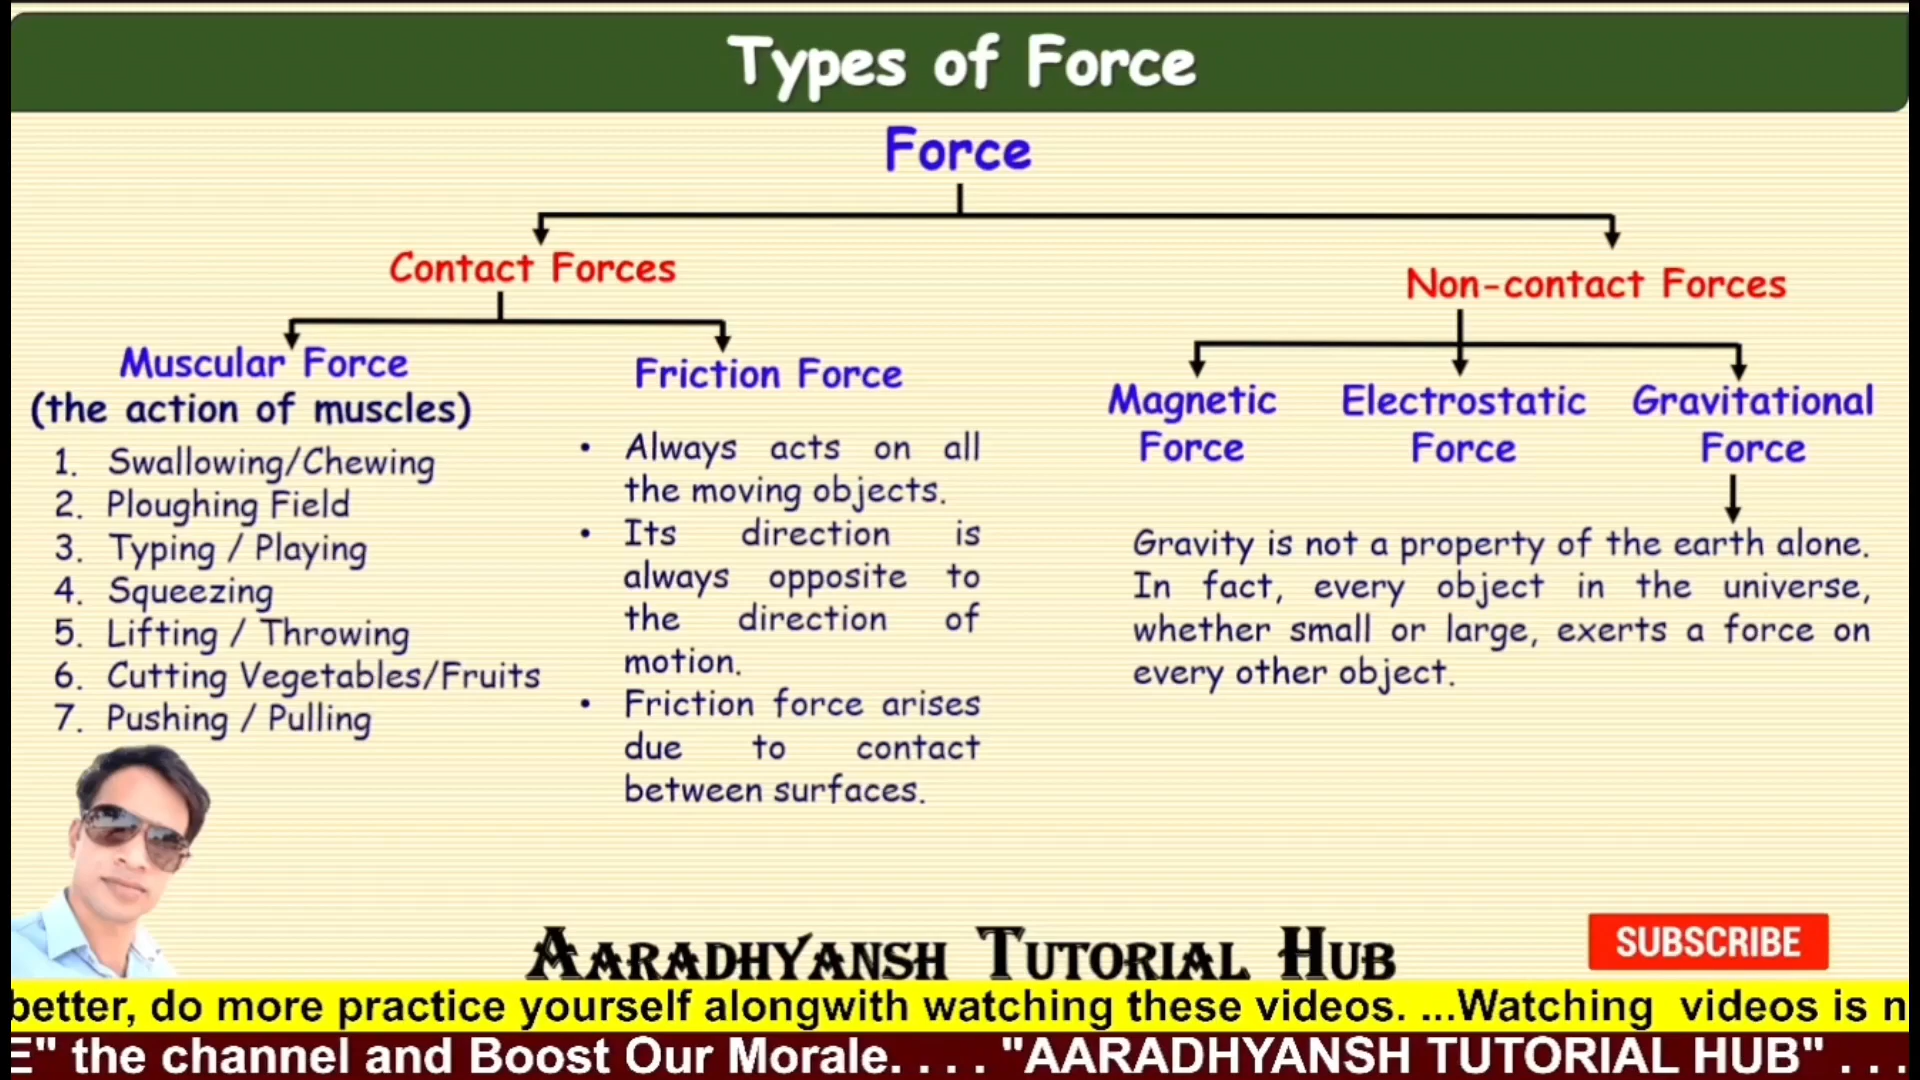 Types of Force
Force
Contact Forces
Non-contact Forces
Muscular Force
(the action of muscles)
1. Swallowing/Chewing
2. Ploughing Field
3. Typing / Playing
4. Squeezing
5. Lifting / Throwing
6. Cutting Vegetables/Fruits
7. Pushing / Pulling
Friction Force
• Always acts on all
the moving objects.
• Its direction is
always opposite to
the direction of
motion.
• Friction force arises
due to contact
between surfaces.
Magnetic
Force
Electrostatic
Force
Gravitational
Force
Gravity is not a property of the earth alone.
In fact, every object in the universe,
whether small or large, exerts a force on
every other object.
AARADHYANSH TUTORIAL HUB
SUBSCRIBE
better, do more practice yourself alongwith watching these videos. ...Watching videos is n
E" the channel and Boost Our Morale. . . . "AARADHYANSH TUTORIAL HUB" . . .